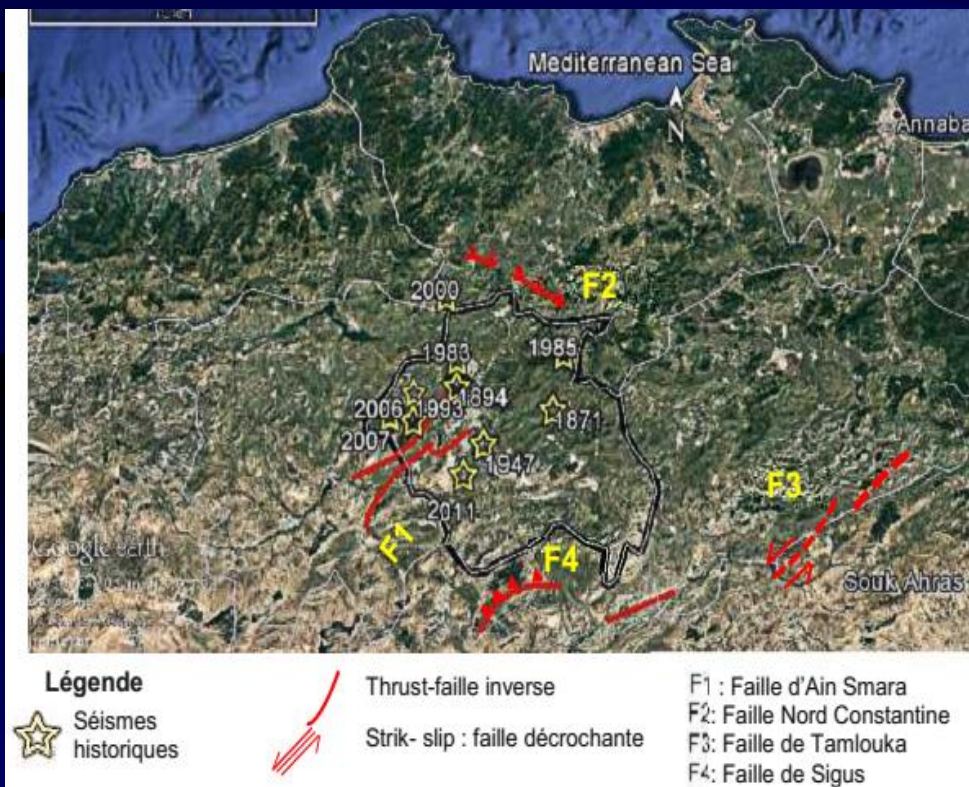 Mediterranean Sea
N
Annaba
F2
2000
1983
1985
1894
2006
1993
1871
2007
1947
2011
F3
F1
F4
Google earth
Souk Ahras
Légende
Séismes
historiques
Thrust-faille inverse
Strik- slip : faille décrochante
F1 : Faille d'Ain Smara
F2: Faille Nord Constantine
F3: Faille de Tamlouka
F4: Faille de Sigus